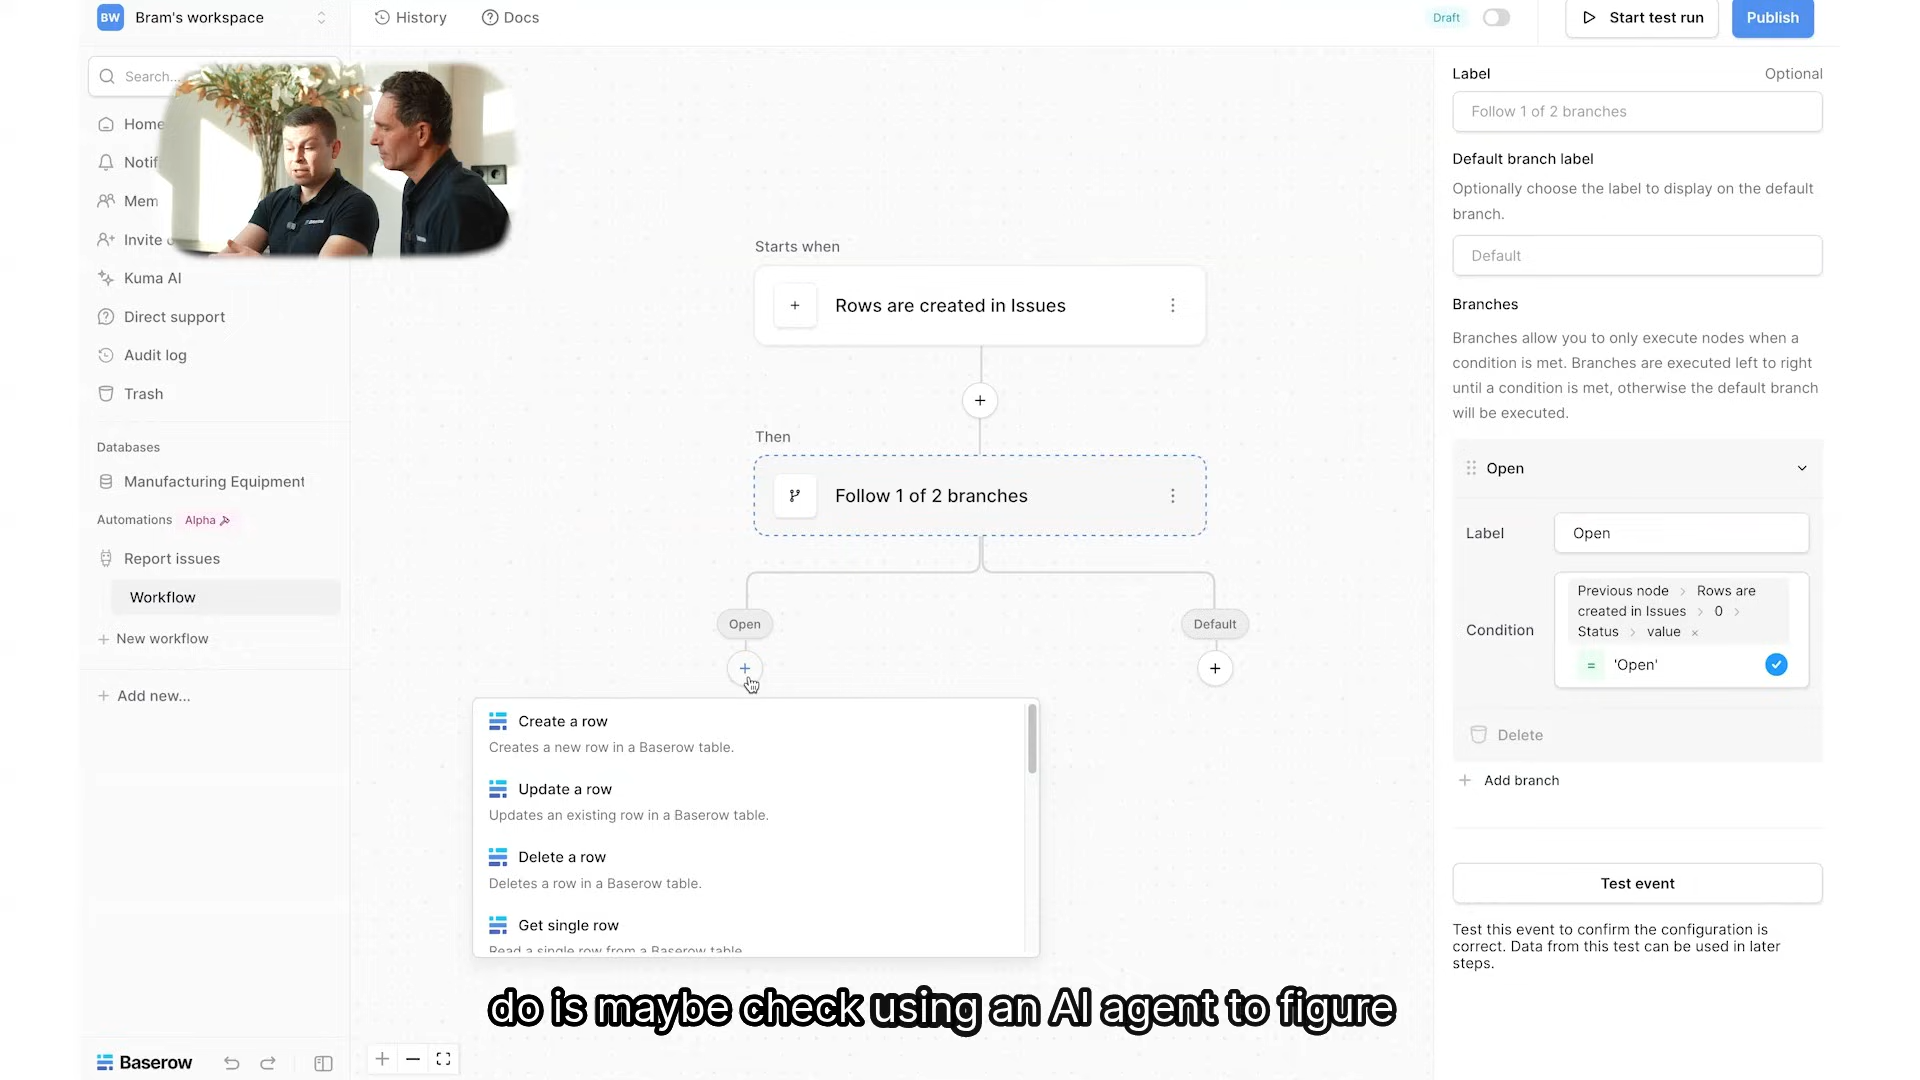 BW Bram's workspace
History
Docs
Draft
Start test run
Publish
Search...
Home
Notif
Mem
Invite
Kuma AI
Direct support
Audit log
Trash
Databases
Manufacturing Equipment
Automations Alpha
Report issues
Workflow
New workflow
Add new...
Baserow
Starts when
Rows are created in Issues
Then
Follow 1 of 2 branches
Open
Default
Create a row
Creates a new row in a Baserow table.
Update a row
Updates an existing row in a Baserow table.
Delete a row
Deletes a row in a Baserow table.
Get single row
Read a single row from a Baserow table.
Label
Optional
Follow 1 of 2 branches
Default branch label
Optionally choose the label to display on the default
branch.
Default
Branches
Branches allow you to only execute nodes when a
condition is met. Branches are executed left to right
until a condition is met, otherwise the default branch
will be executed.
Open
Label
Open
Condition
Previous node > Rows are
created in Issues > 0 >
Status > value ×
= 'Open'
Delete
+ Add branch
Test event
Test this event to confirm the configuration is
correct. Data from this test can be used in later
steps.
do is maybe check using an AI agent to figure